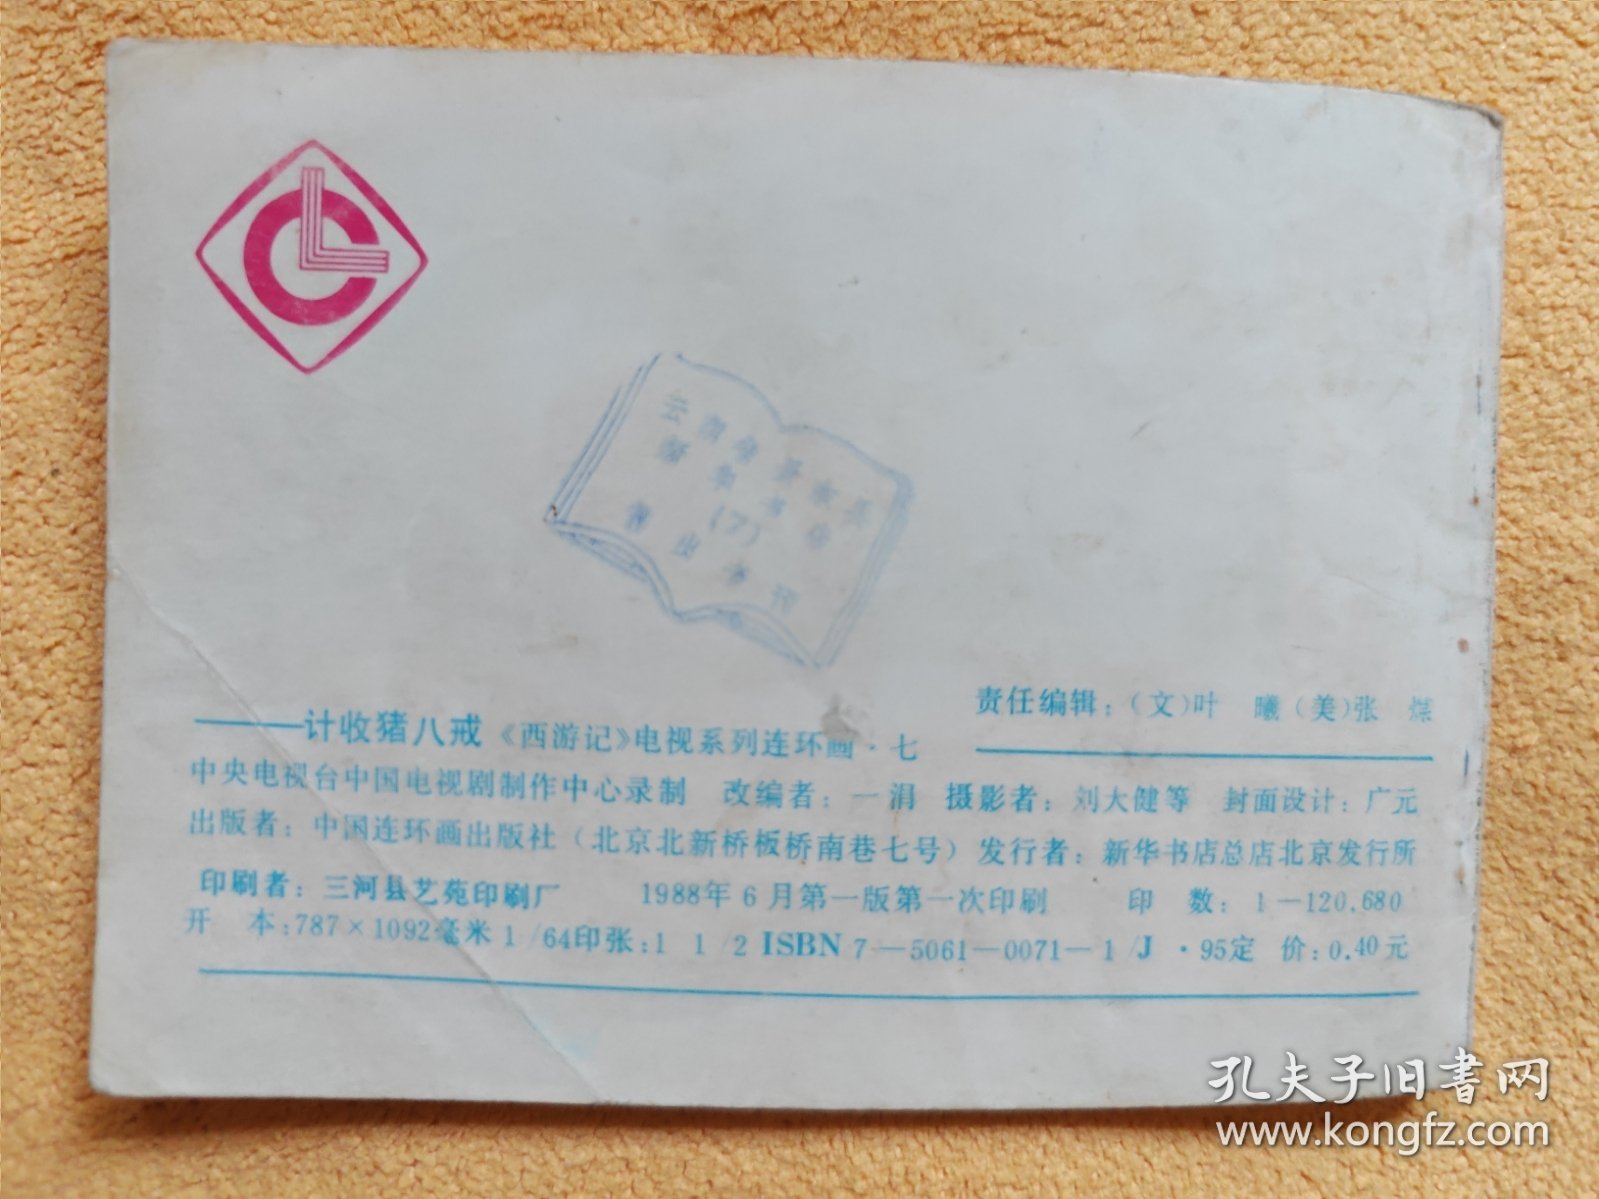 责任编辑：（文）叶 曦（美）张
——计收猪八戒《西游记》电视系列连环画·七
中央电视台中国电视剧制作中心录制 改编者：一涓 摄影者：刘大健等 封面设计：广元
出版者：中国连环画出版社（北京北新桥板桥南巷七号）发行者：新华书店总店北京发行所
印刷者：三河县艺苑印刷厂 1988年6月第一版第一次印刷 印 数：1—120,680
开 本：787×1092毫米1/64印张：1 1/2 ISBN 7—5061—0071—1/J·95定 价：0.40元
云南
(7)
售出书刊
孔夫子旧书网
www.kongfz.com